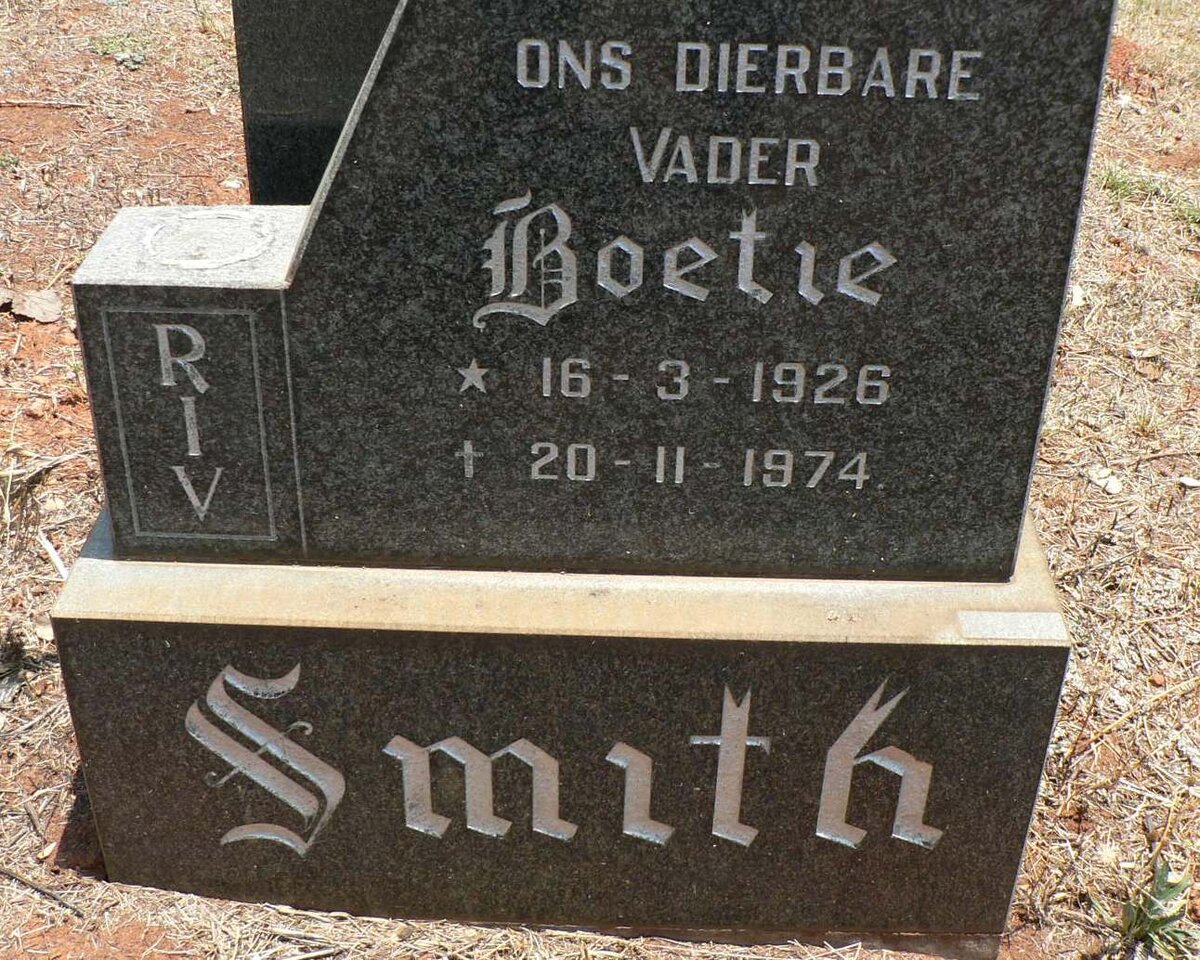 ONS DIERBARE
VADER
Boetie
★ 16-3-1926
† 20-11-1974.
R
I
V
Smith